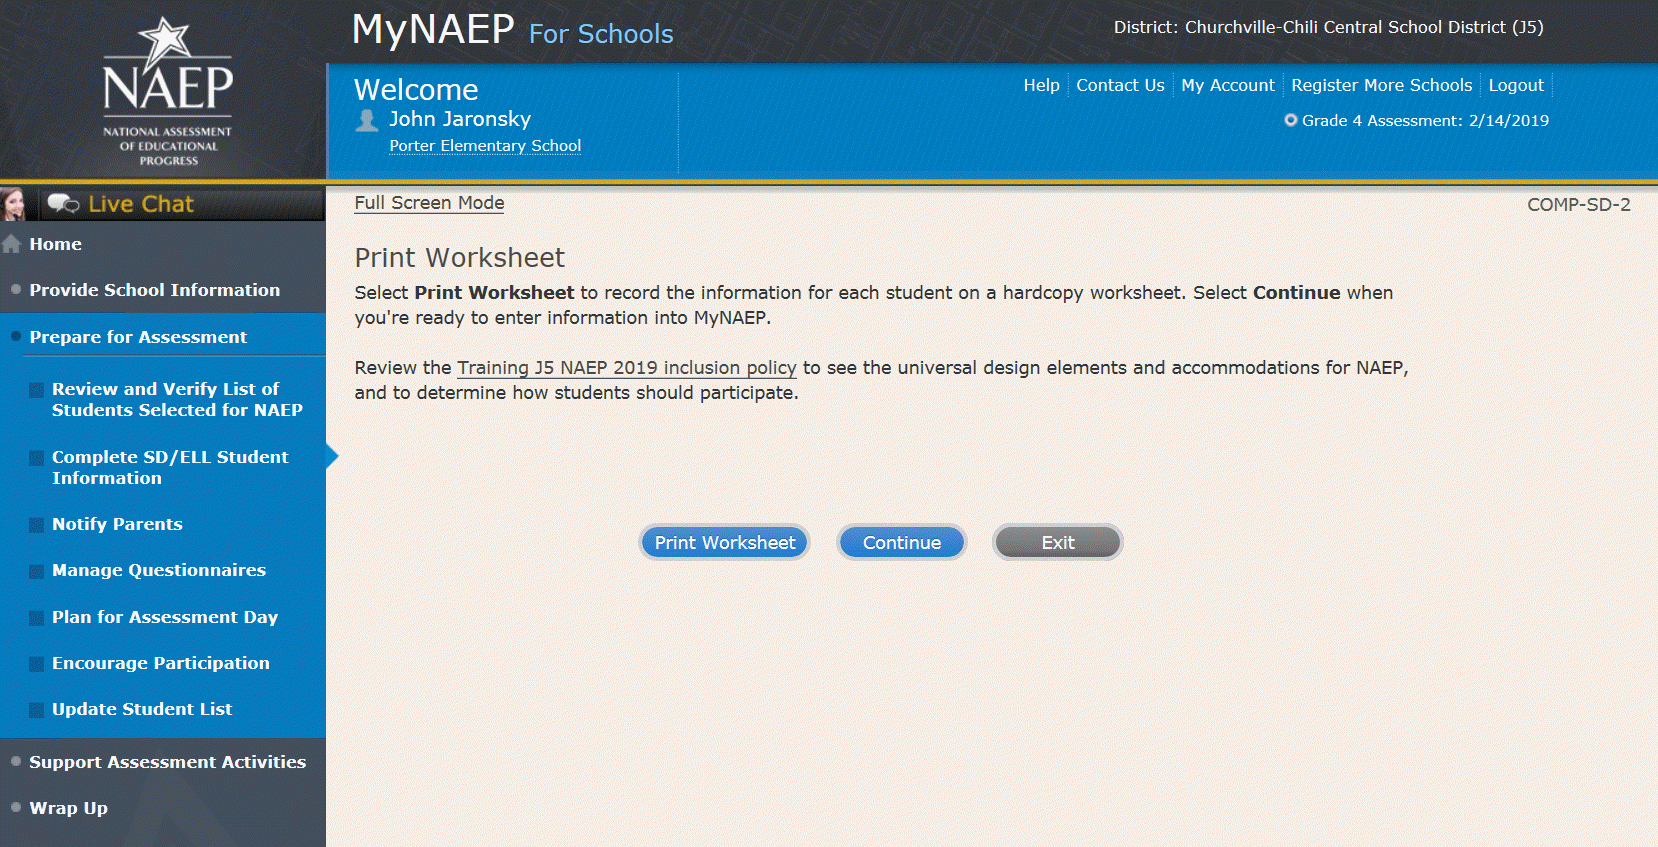 NAEP
NATIONAL ASSESSMENT
OF EDUCATIONAL
PROGRESS
MyNAEP For Schools
District: Churchville-Chili Central School District (J5)
Welcome
John Jaronsky
Porter Elementary School
Help Contact Us My Account Register More Schools Logout
Grade 4 Assessment: 2/14/2019
Live Chat
Home
Provide School Information
Prepare for Assessment
Review and Verify List of
Students Selected for NAEP
Complete SD/ELL Student
Information
Notify Parents
Manage Questionnaires
Plan for Assessment Day
Encourage Participation
Update Student List
Support Assessment Activities
Wrap Up
Full Screen Mode
COMP-SD-2
Print Worksheet
Select Print Worksheet to record the information for each student on a hardcopy worksheet. Select Continue when
you're ready to enter information into MyNAEP.
Review the Training J5 NAEP 2019 inclusion policy to see the universal design elements and accommodations for NAEP,
and to determine how students should participate.
Print Worksheet Continue Exit